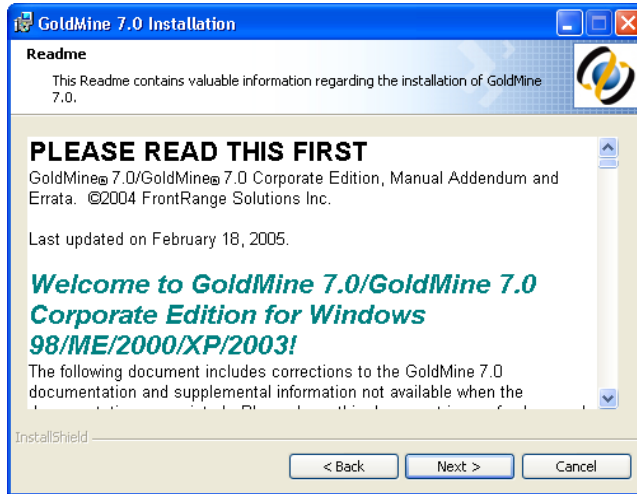 GoldMine 7.0 Installation
Readme
This Readme contains valuable information regarding the installation of GoldMine
7.0.
PLEASE READ THIS FIRST
GoldMine® 7.0/GoldMine® 7.0 Corporate Edition, Manual Addendum and
Errata. ©2004 FrontRange Solutions Inc.
Last updated on February 18, 2005.
Welcome to GoldMine 7.0/GoldMine 7.0
Corporate Edition for Windows
98/ME/2000/XP/2003!
The following document includes corrections to the GoldMine 7.0
documentation and supplemental information not available when the
InstallShield
< Back
Next >
Cancel